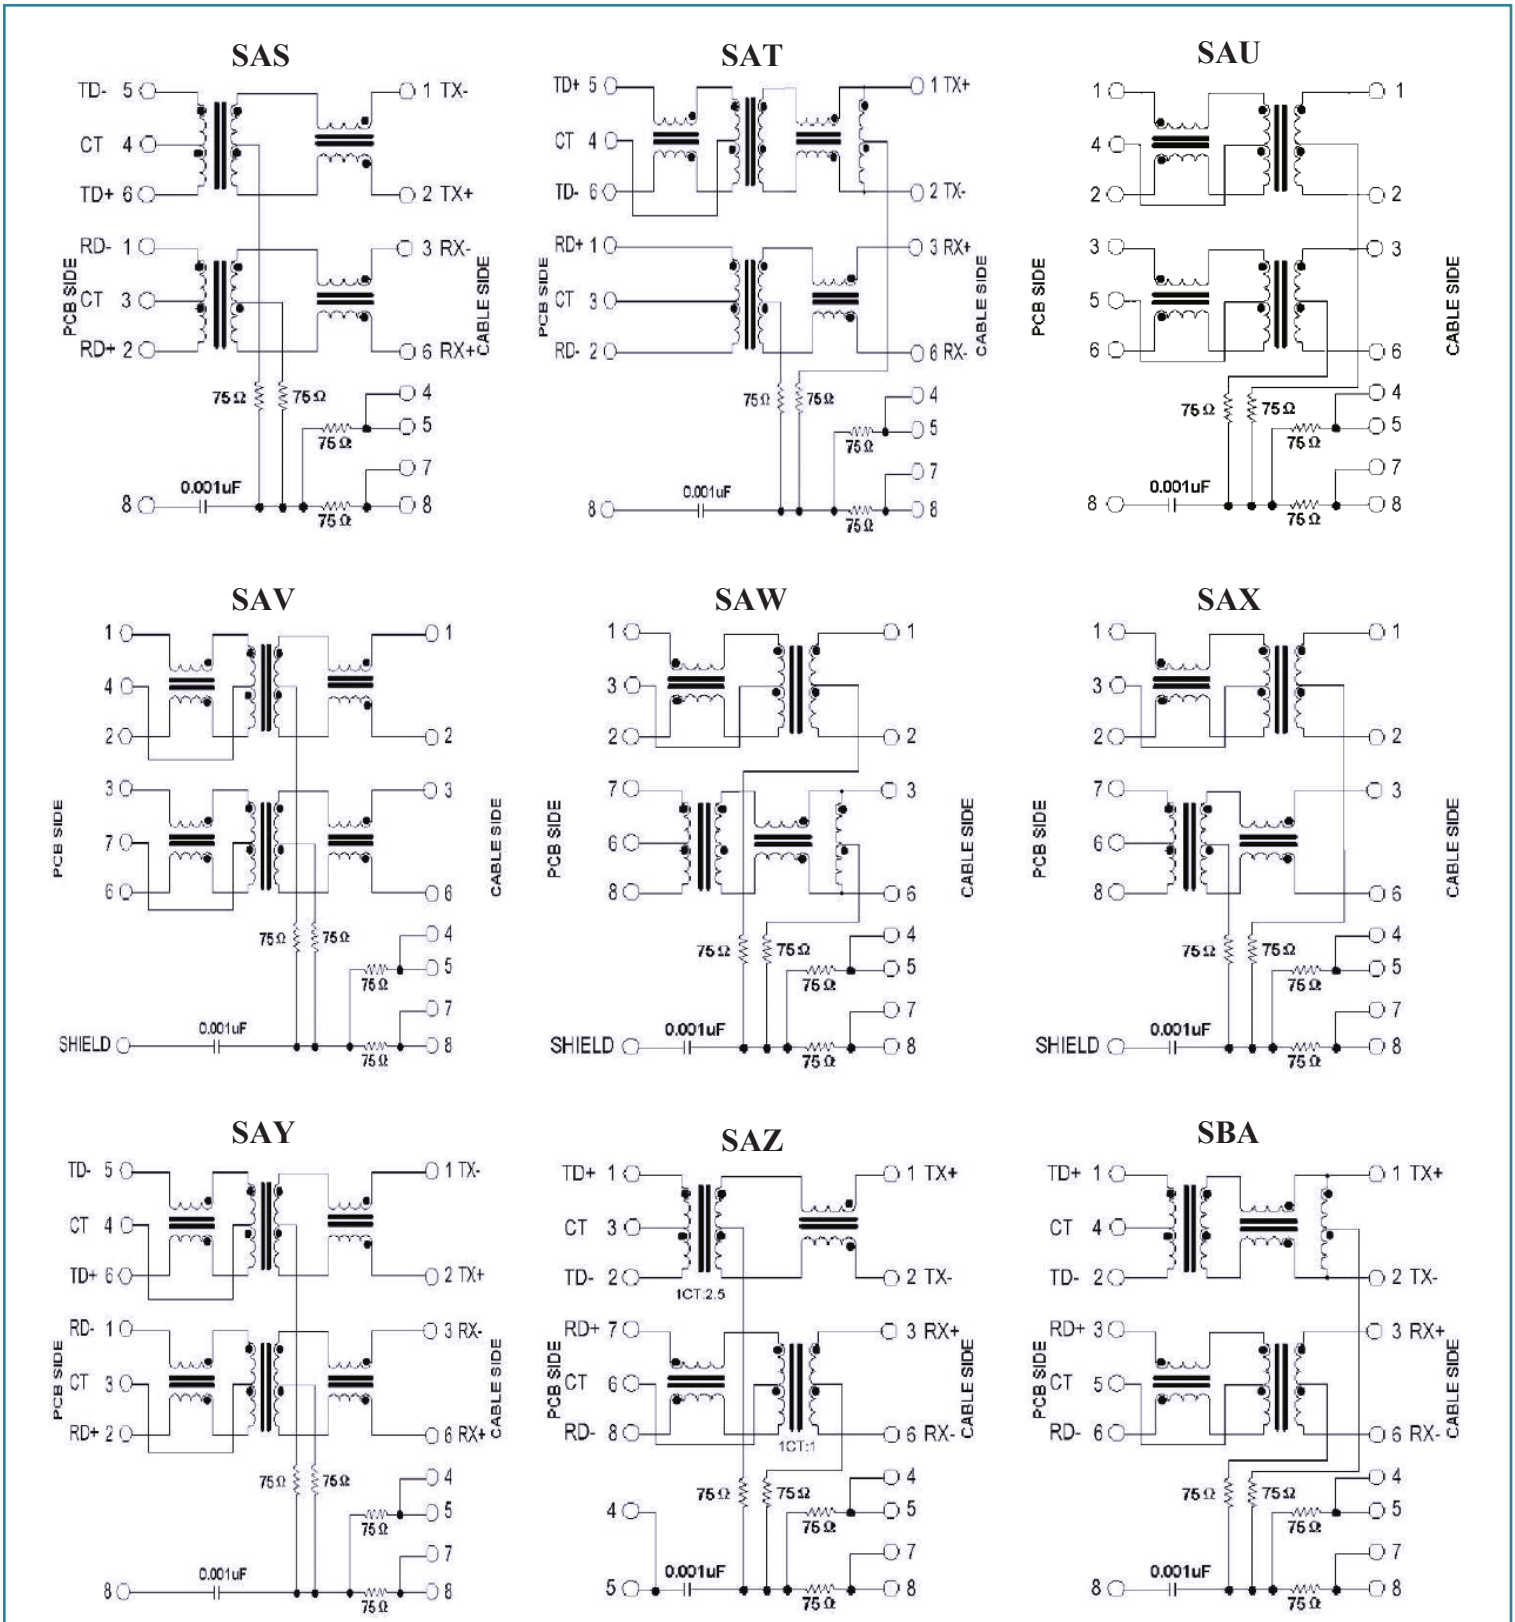 SAS
TD- 5
1 TX-
CT 4
TD+ 6
2 TX+
RD- 1
3 RX-
PCB SIDE
CT 3
CABLE SIDE
RD+ 2
6 RX+
75Ω
75Ω
4
75Ω
5
7
0.001uF
8
75Ω
8
SAT
TD+ 5
1 TX+
CT 4
TD- 6
2 TX-
RD+ 1
3 RX+
PCB SIDE
CT 3
CABLE SIDE
RD- 2
6 RX-
75Ω
75Ω
4
75Ω
5
7
0.001uF
8
75Ω
8
SAU
1
1
4
2
2
3
3
PCB SIDE
5
CABLE SIDE
6
6
75Ω
75Ω
4
75Ω
5
7
0.001uF
8
75Ω
8
SAV
1
1
4
2
2
3
3
PCB SIDE
7
CABLE SIDE
6
6
75Ω
75Ω
4
75Ω
5
7
0.001uF
SHIELD
75Ω
8
SAW
1
1
3
2
2
7
3
PCB SIDE
6
CABLE SIDE
8
6
75Ω
75Ω
4
75Ω
5
7
0.001uF
SHIELD
75Ω
8
SAX
1
1
3
2
2
7
3
PCB SIDE
6
CABLE SIDE
8
6
75Ω
75Ω
4
75Ω
5
7
0.001uF
SHIELD
75Ω
8
SAY
TD- 5
1 TX-
CT 4
TD+ 6
2 TX+
RD- 1
3 RX-
PCB SIDE
CT 3
CABLE SIDE
RD+ 2
6 RX+
75Ω
75Ω
4
75Ω
5
7
0.001uF
8
75Ω
8
SAZ
TD+ 1
1 TX+
CT 3
TD- 2
2 TX-
1CT:2.5
RD+ 7
3 RX+
PCB SIDE
CT 6
CABLE SIDE
RD- 8
6 RX-
1CT:1
75Ω
75Ω
4
4
75Ω
5
7
0.001uF
5
75Ω
8
SBA
TD+ 1
1 TX+
CT 4
TD- 2
2 TX-
RD+ 3
3 RX+
PCB SIDE
CT 5
CABLE SIDE
RD- 6
6 RX-
75Ω
75Ω
4
75Ω
5
7
0.001uF
8
75Ω
8